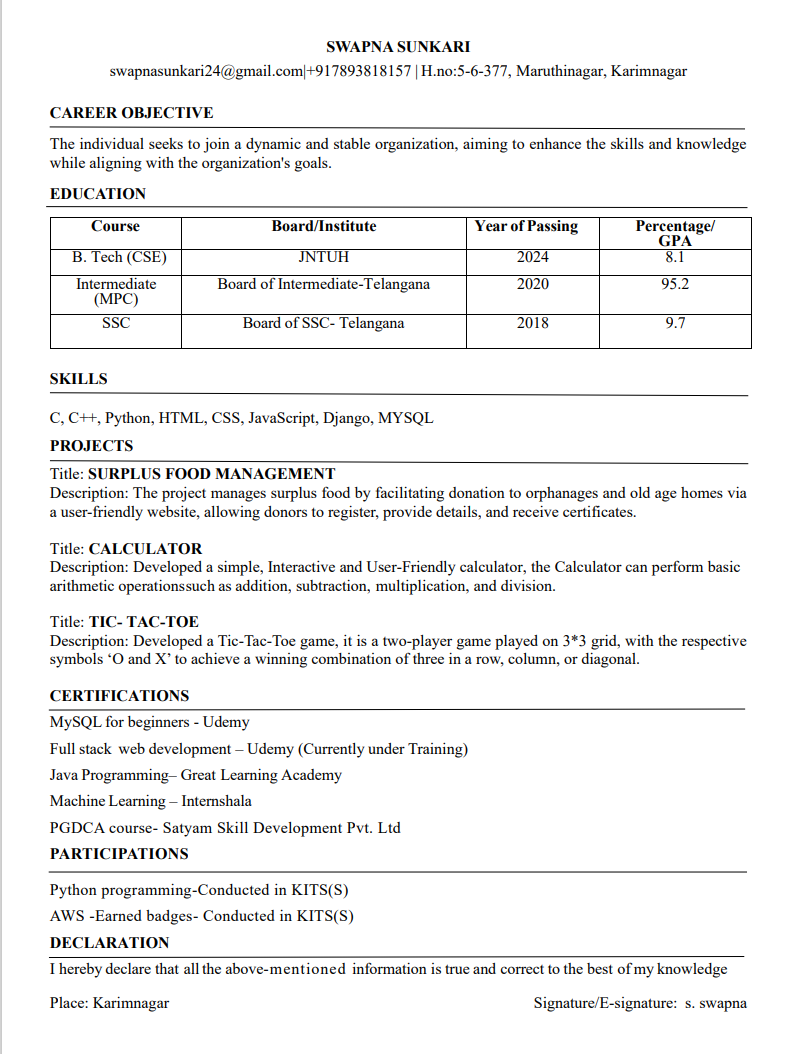 SWAPNA SUNKARI
swapnasunkari24@gmail.com|+917893818157 | H.no:5-6-377, Maruthinagar, Karimnagar
CAREER OBJECTIVE
The individual seeks to join a dynamic and stable organization, aiming to enhance the skills and knowledge
while aligning with the organization's goals.
EDUCATION
Course Board/Institute Year of Passing Percentage/
GPA
B. Tech (CSE) JNTUH 2024 8.1
Intermediate Board of Intermediate-Telangana 2020 95.2
(MPC)
SSC Board of SSC- Telangana 2018 9.7
SKILLS
C, C++, Python, HTML, CSS, JavaScript, Django, MYSQL
PROJECTS
Title: SURPLUS FOOD MANAGEMENT
Description: The project manages surplus food by facilitating donation to orphanages and old age homes via
a user-friendly website, allowing donors to register, provide details, and receive certificates.
Title: CALCULATOR
Description: Developed a simple, Interactive and User-Friendly calculator, the Calculator can perform basic
arithmetic operationssuch as addition, subtraction, multiplication, and division.
Title: TIC- TAC-TOE
Description: Developed a Tic-Tac-Toe game, it is a two-player game played on 3*3 grid, with the respective
symbols ‘O and X’ to achieve a winning combination of three in a row, column, or diagonal.
CERTIFICATIONS
MySQL for beginners - Udemy
Full stack web development – Udemy (Currently under Training)
Java Programming– Great Learning Academy
Machine Learning – Internshala
PGDCA course- Satyam Skill Development Pvt. Ltd
PARTICIPATIONS
Python programming-Conducted in KITS(S)
AWS -Earned badges- Conducted in KITS(S)
DECLARATION
I hereby declare that all the above-mentioned information is true and correct to the best of my knowledge
Place: Karimnagar Signature/E-signature: s. swapna